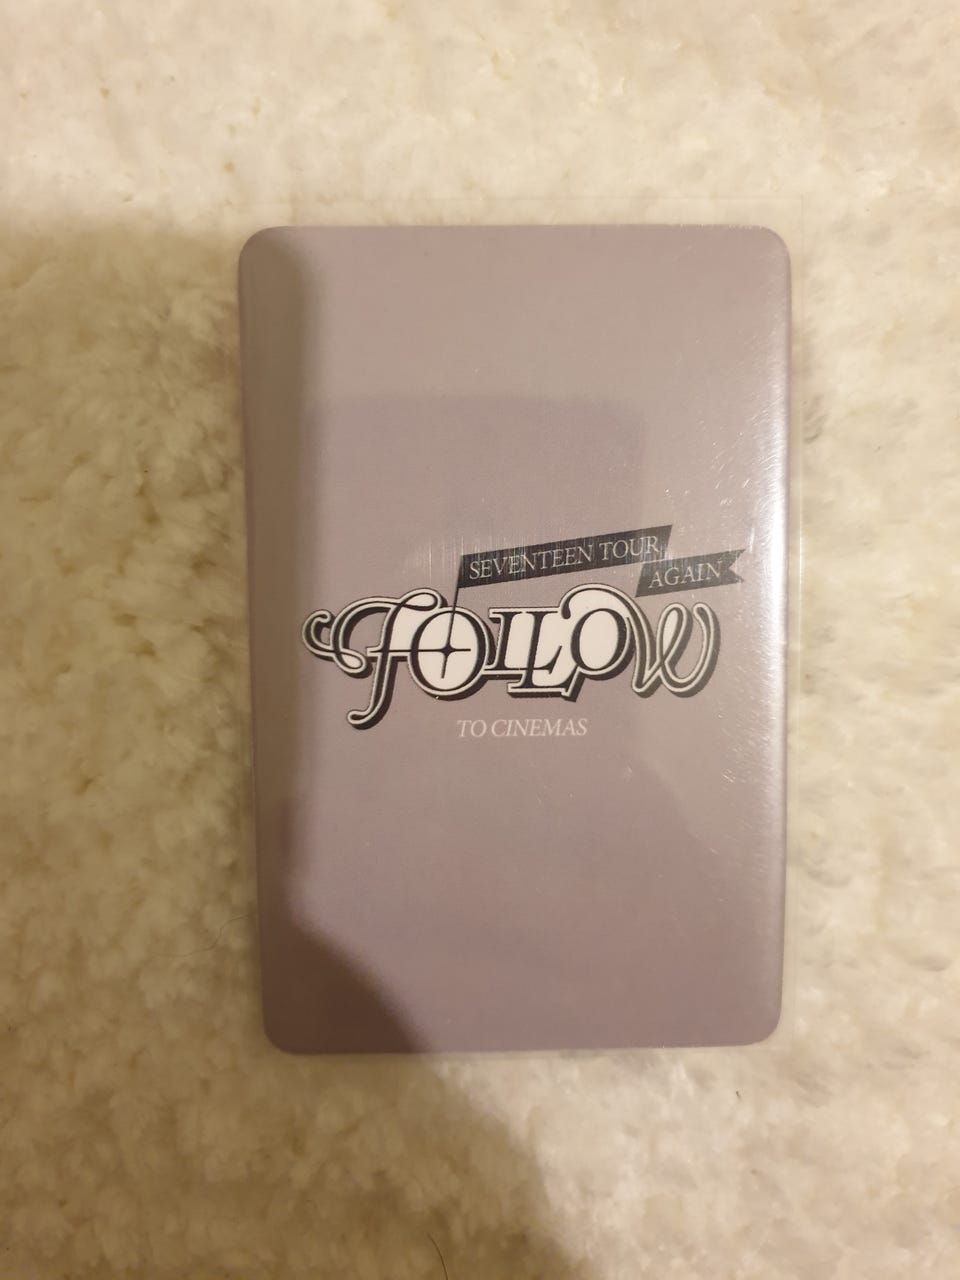 SEVENTEEN TOUR
AGAIN
FOLLOW
TO CINEMAS